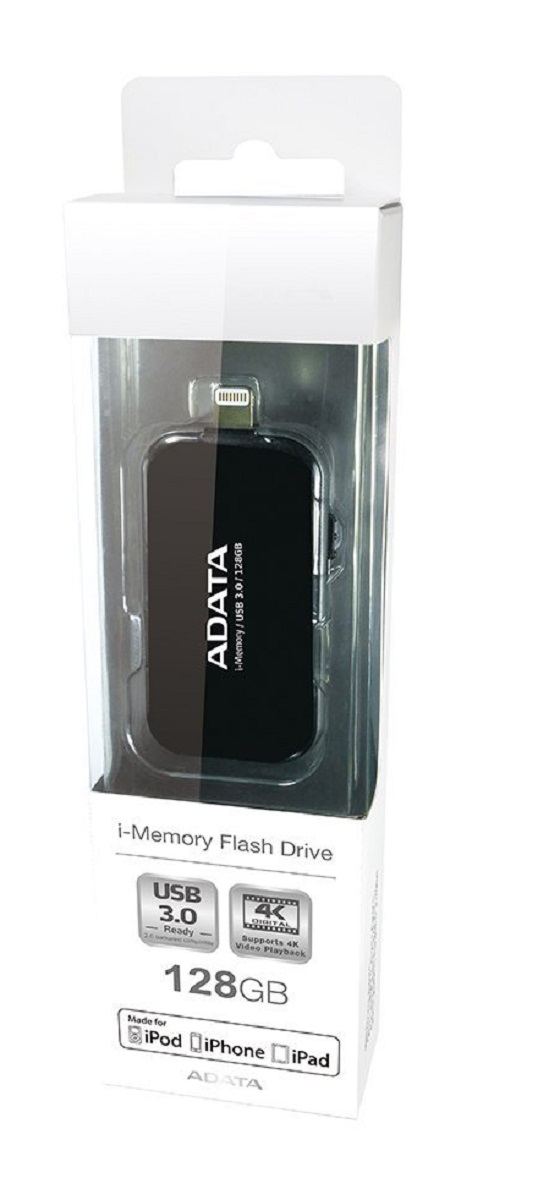 ADATA
i-Memory / USB 3.0 / 128GB
i-Memory Flash Drive
USB
3.0
Ready
4K
DIGITAL
Supports 4K
Video Playback
128GB
Made for
iPod iPhone iPad
ADATA